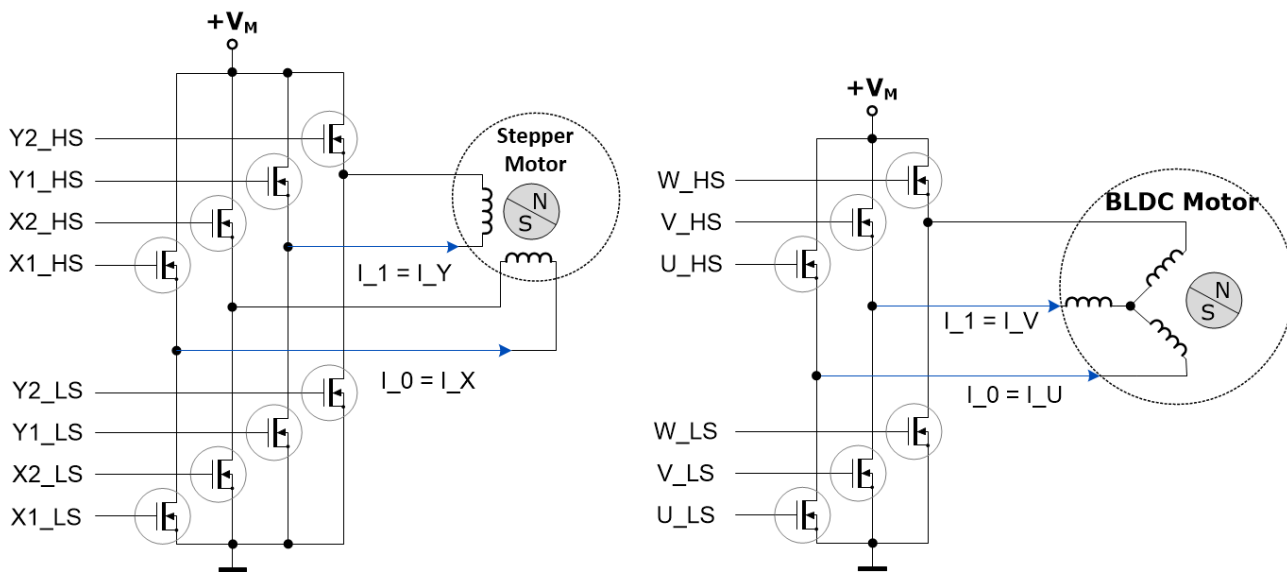 +VM
Y2_HS
Y1_HS
X2_HS
X1_HS
Stepper
Motor
N
S
I_1 = I_Y
I_0 = I_X
Y2_LS
Y1_LS
X2_LS
X1_LS
+VM
W_HS
V_HS
U_HS
BLDC Motor
N
S
I_1 = I_V
I_0 = I_U
W_LS
V_LS
U_LS